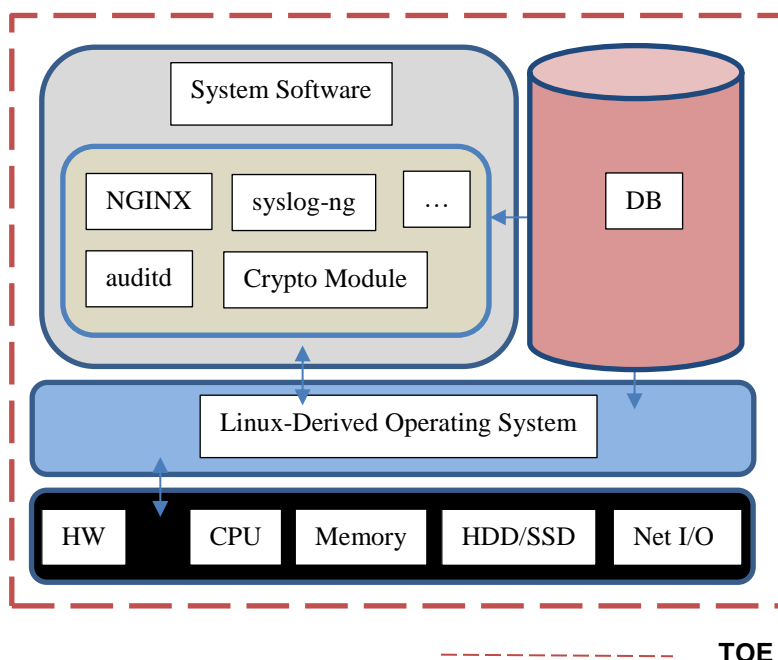 System Software
NGINX
syslog-ng
…
DB
auditd
Crypto Module
Linux-Derived Operating System
HW
CPU
Memory
HDD/SSD
Net I/O
TOE